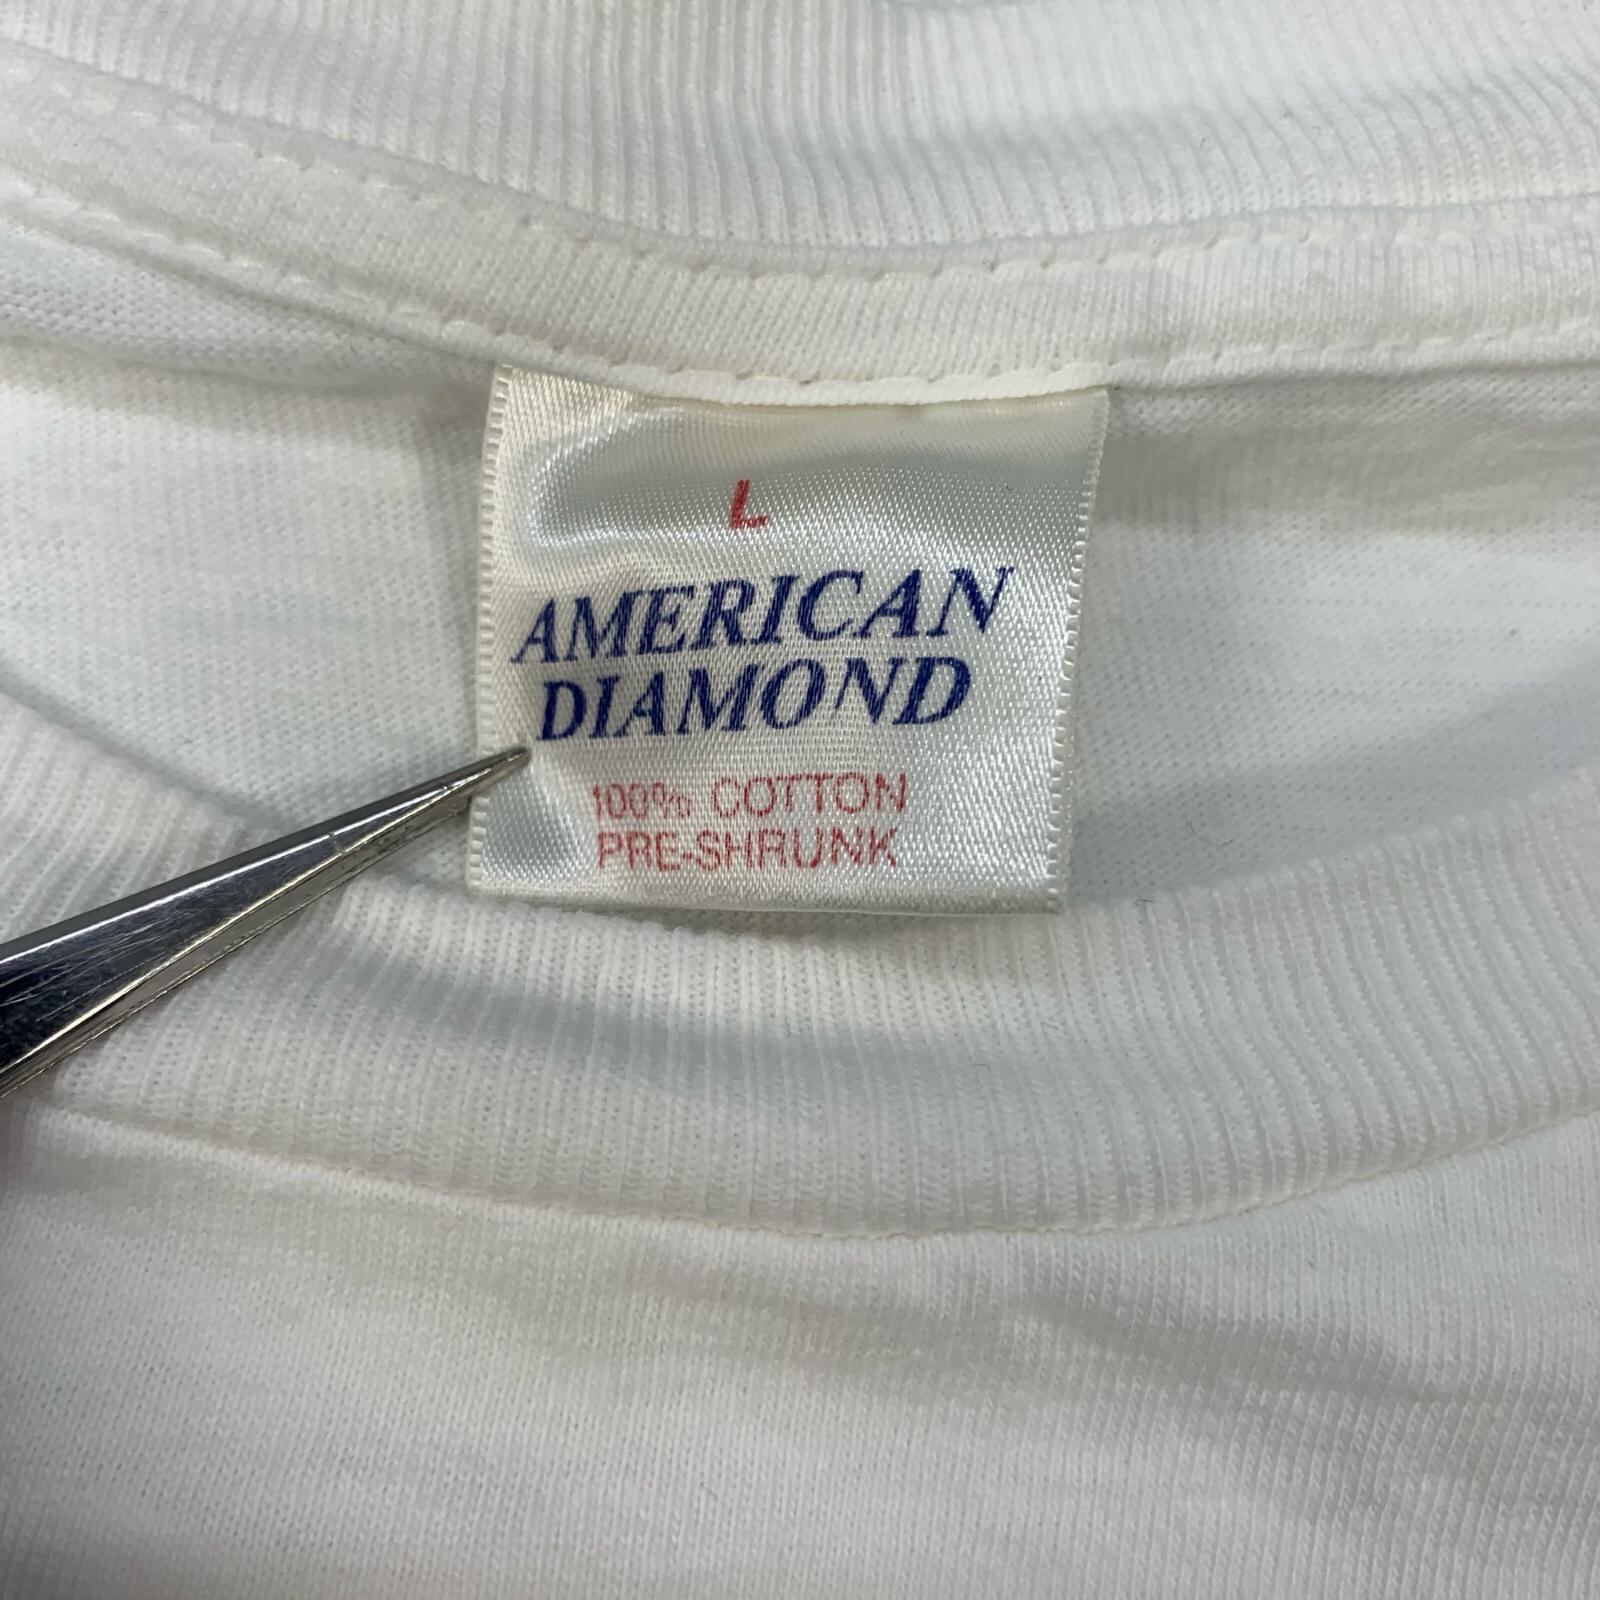 L
AMERICAN
DIAMOND
100% COTTON
PRE-SHRUNK